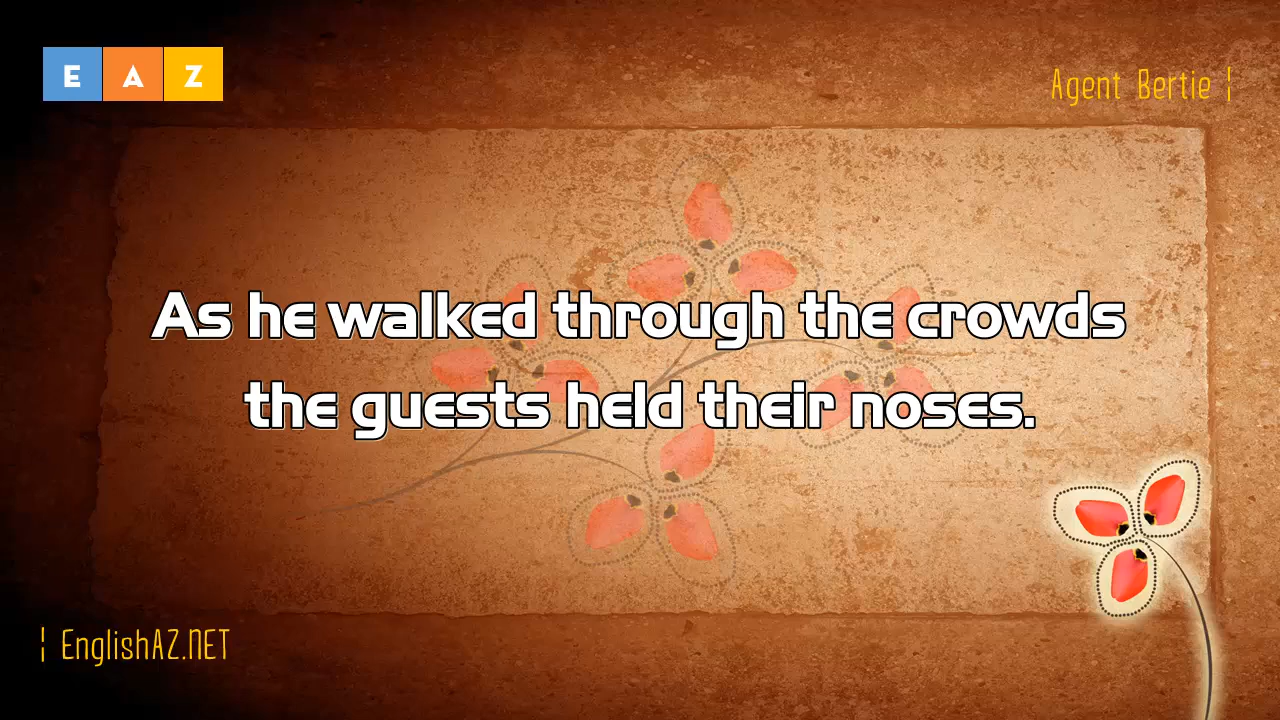 E A Z
Agent Bertie ¦
As he walked through the crowds
the guests held their noses.
¦ EnglishAZ.NET